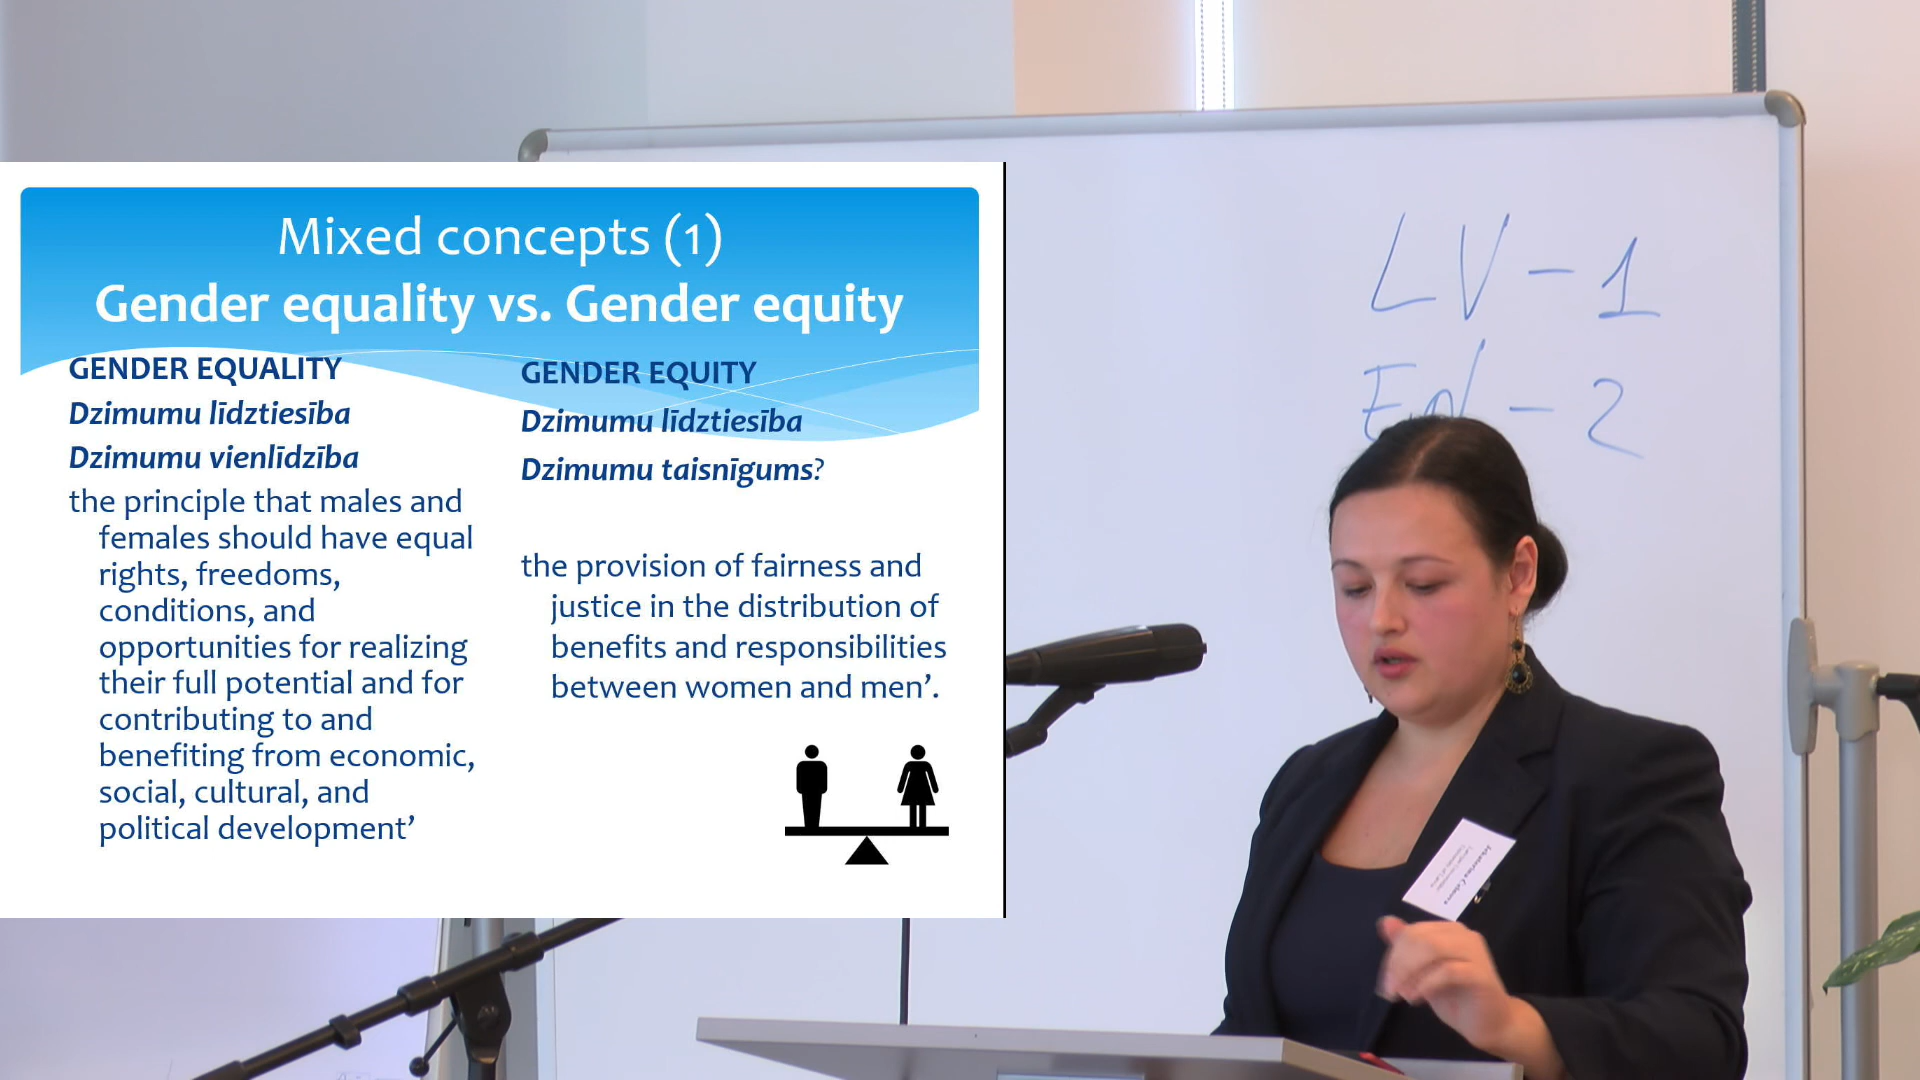 Mixed concepts (1)
Gender equality vs. Gender equity
GENDER EQUALITY
Dzimumu līdztiesība
Dzimumu vienlīdzība
the principle that males and
females should have equal
rights, freedoms,
conditions, and
opportunities for realizing
their full potential and for
contributing to and
benefiting from economic,
social, cultural, and
political development’
GENDER EQUITY
Dzimumu līdztiesība
Dzimumu taisnīgums?
the provision of fairness and
justice in the distribution of
benefits and responsibilities
between women and men’.
LV – 1
EN – 2